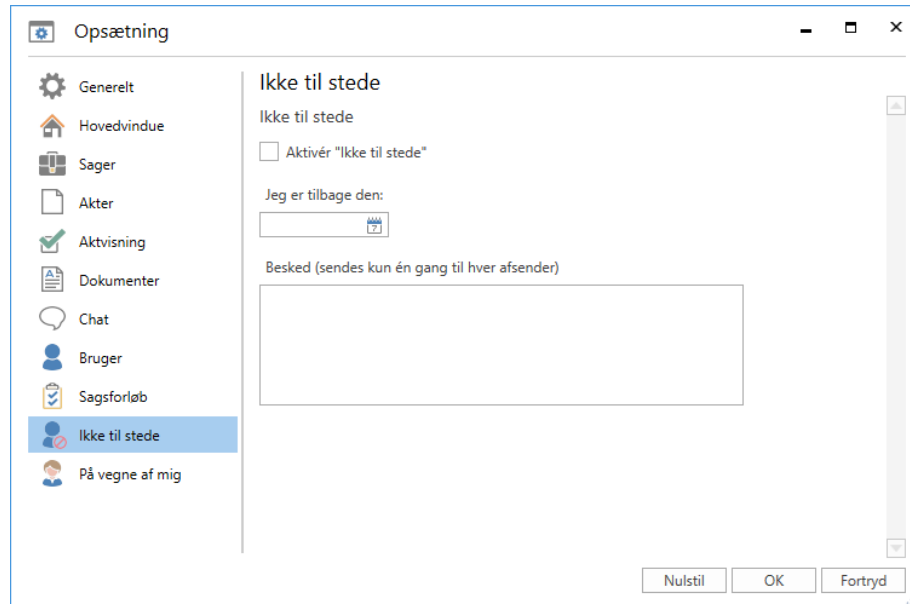 Opsætning
Generelt
Hovedvindue
Sager
Akter
Aktvisning
Dokumenter
Chat
Bruger
Sagsforløb
Ikke til stede
På vegne af mig
Ikke til stede
Ikke til stede
Aktivér "Ikke til stede"
Jeg er tilbage den:
7
Besked (sendes kun én gang til hver afsender)
Nulstil OK Fortryd